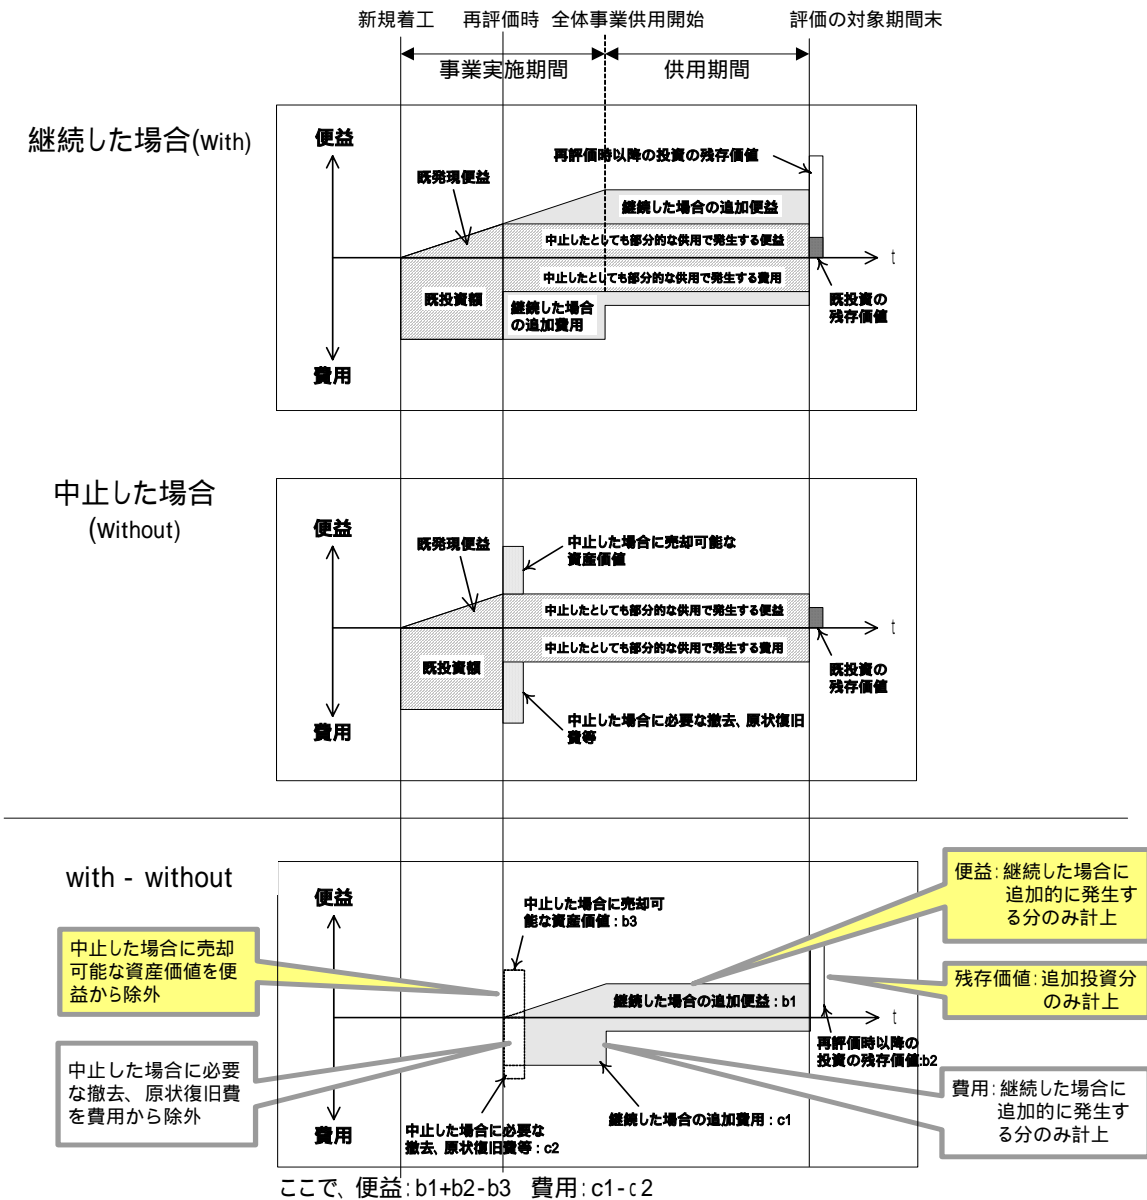 新規着工 再評価時 全体事業供用開始 評価の対象期間末
事業実施期間 供用期間
継続した場合(With)
便益
既発現便益
再評価時以降の投資の残存価値
継続した場合の追加便益
中止したとしても部分的な供用で発生する便益
t
中止したとしても部分的な供用で発生する費用
既投資額
継続した場合
の追加費用
既投資の
残存価値
費用
中止した場合
(Without)
便益
既発現便益
中止した場合に売却可能な
資産価値
中止したとしても部分的な供用で発生する便益
t
中止したとしても部分的な供用で発生する費用
既投資額
既投資の
残存価値
中止した場合に必要な撤去、原状復旧
費等
費用
with - without
便益
中止した場合に売却可
能な資産価値：b3
便益：継続した場合に
追加的に発生す
る分のみ計上
中止した場合に売却
可能な資産価値を便
益から除外
残存価値：追加投資分
のみ計上
継続した場合の追加便益：b1
t
再評価時以降の
投資の残存価値:b2
中止した場合に必要
な撤去、原状復旧費
を費用から除外
費用：継続した場合に
追加的に発生す
る分のみ計上
継続した場合の追加費用：c1
費用
中止した場合に必要な
撤去、原状復旧費等：c2
ここで、便益：b1+b2-b3 費用：c1-c2